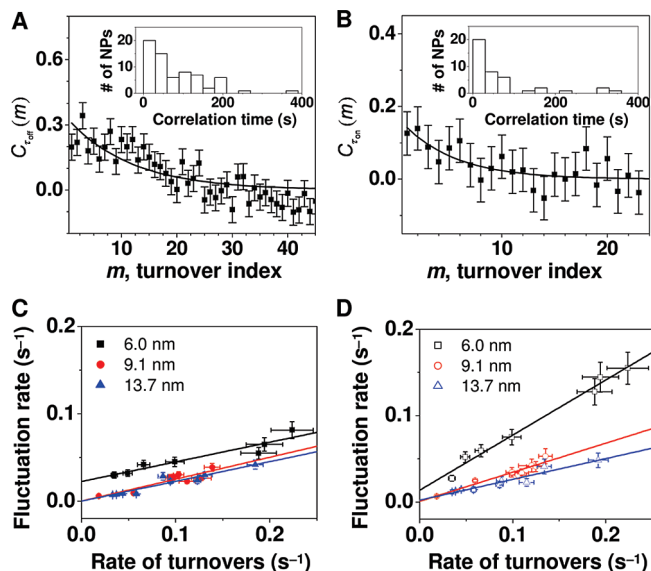 A
0.6
0.3
0.0
C τoff (m)
20
10
0
# of NPs
0 200 400
Correlation time (s)
10 20 30 40
m, turnover index
B
0.4
0.2
0.0
C τon (m)
20
10
0
# of NPs
0 200 400
Correlation time (s)
10 20
m, turnover index
C
0.2
0.1
0.0
Fluctuation rate (s⁻¹)
6.0 nm
9.1 nm
13.7 nm
0.0 0.1 0.2
Rate of turnovers (s⁻¹)
D
0.2
0.1
0.0
Fluctuation rate (s⁻¹)
6.0 nm
9.1 nm
13.7 nm
0.0 0.1 0.2
Rate of turnovers (s⁻¹)